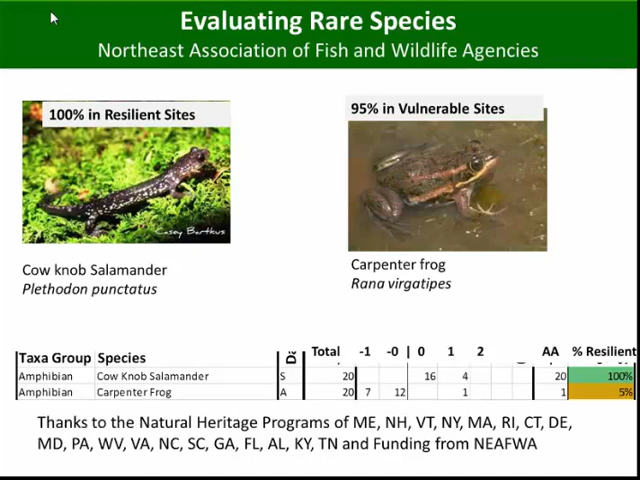 Evaluating Rare Species
Northeast Association of Fish and Wildlife Agencies
100% in Resilient Sites
95% in Vulnerable Sites
Casey Bartkus
Cow knob Salamander
Plethodon punctatus
Carpenter frog
Rana virgatipes
Taxa Group Species Total -1 -0 | 0 1 2 AA % Resilient
Amphibian Cow Knob Salamander S 20 16 4 20 100%
Amphibian Carpenter Frog A 20 7 12 1 1 5%
Thanks to the Natural Heritage Programs of ME, NH, VT, NY, MA, RI, CT, DE,
MD, PA, WV, VA, NC, SC, GA, FL, AL, KY, TN and Funding from NEAFWA